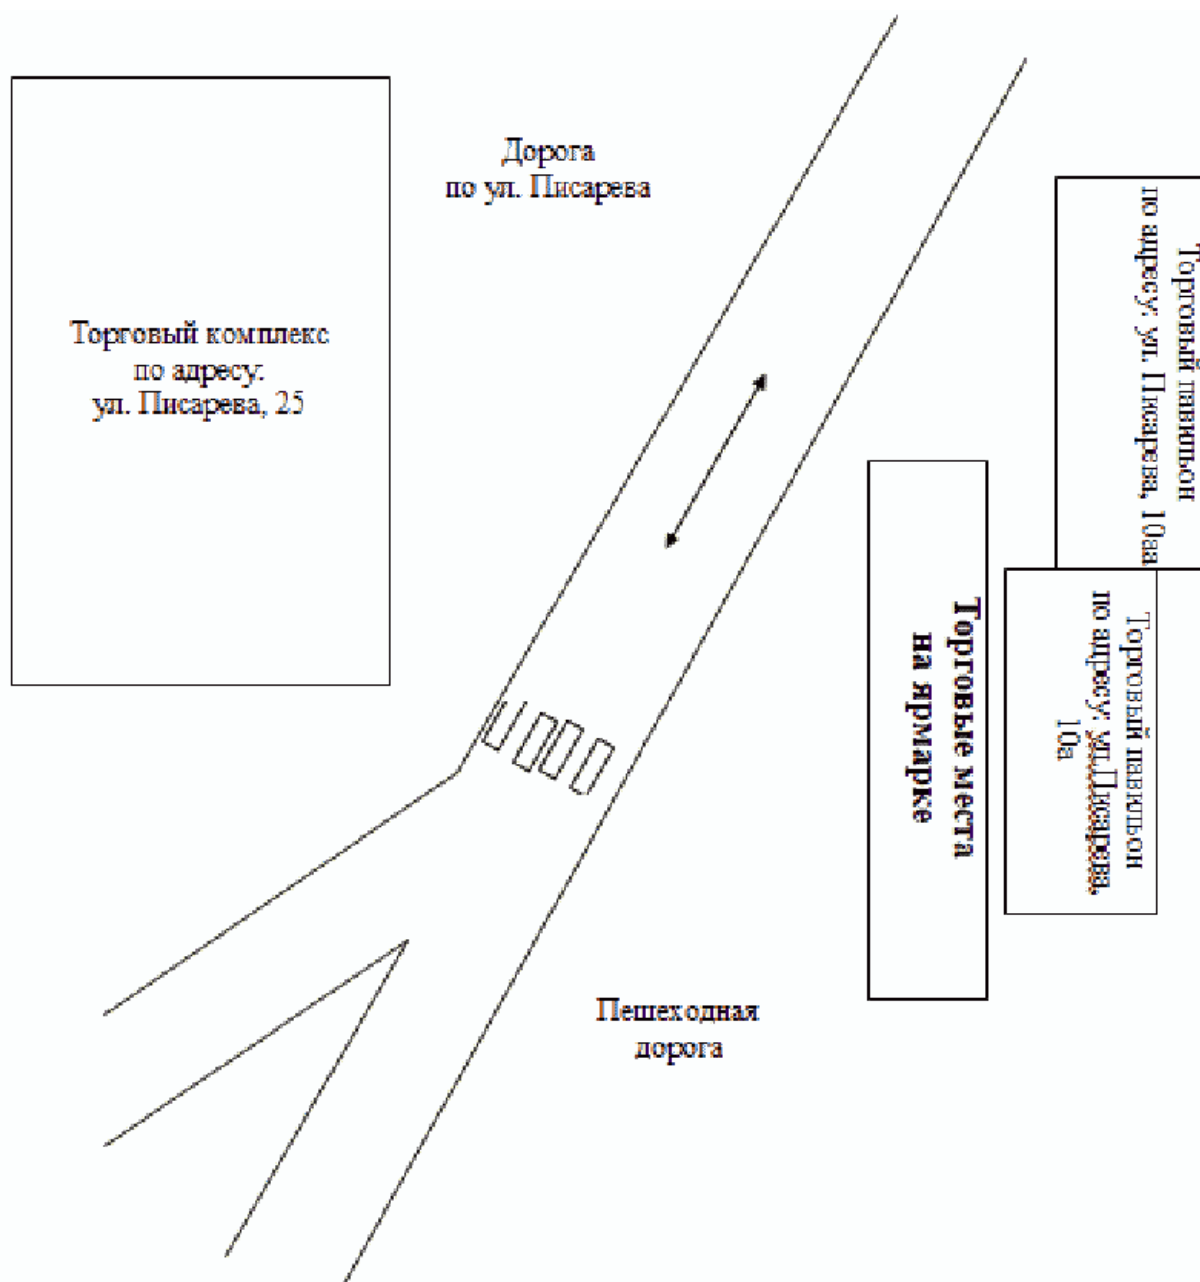 Дорога
по ул. Писарева
Торговый комплекс
по адресу:
ул. Писарева, 25
Торговый павильон
по адресу: ул. Писарева, 10аа
Торговые места
на ярмарке
Торговый павильон
по адресу: ул.Писарева,
10а
Пешеходная
дорога